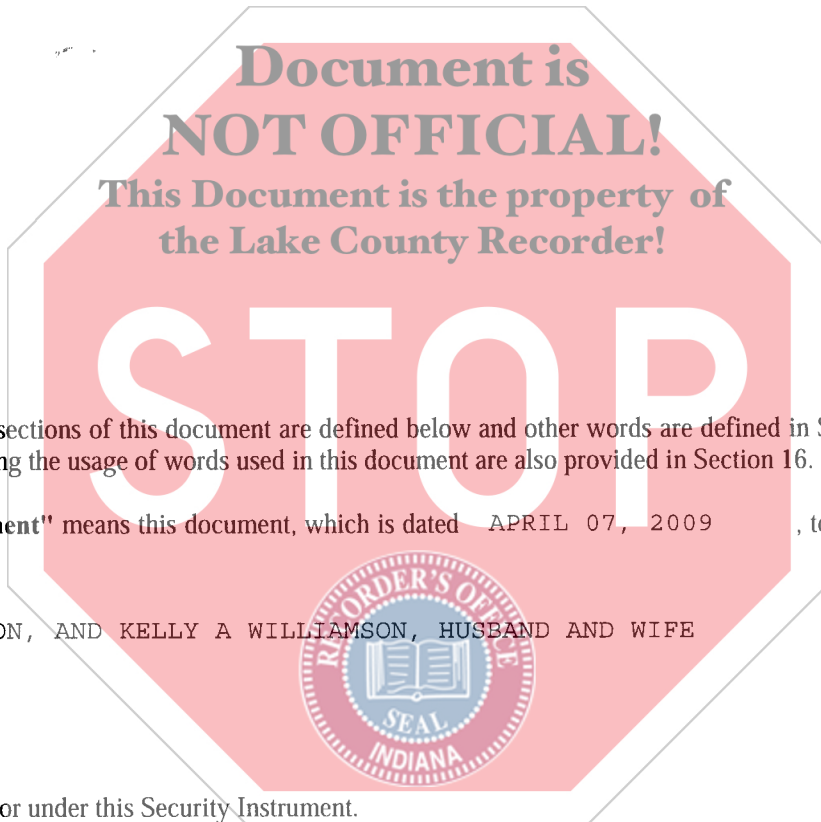 Document is
NOT OFFICIAL!
This Document is the property of
the Lake County Recorder!
STOP
sections of this document are defined below and other words are defined in
ng the usage of words used in this document are also provided in Section 16.
ent" means this document, which is dated APRIL 07, 2009 , t
ON, AND KELLY A WILLIAMSON, HUSBAND AND WIFE
RECORDER'S OFFICE
SEAL
INDIANA
or under this Security Instrument.